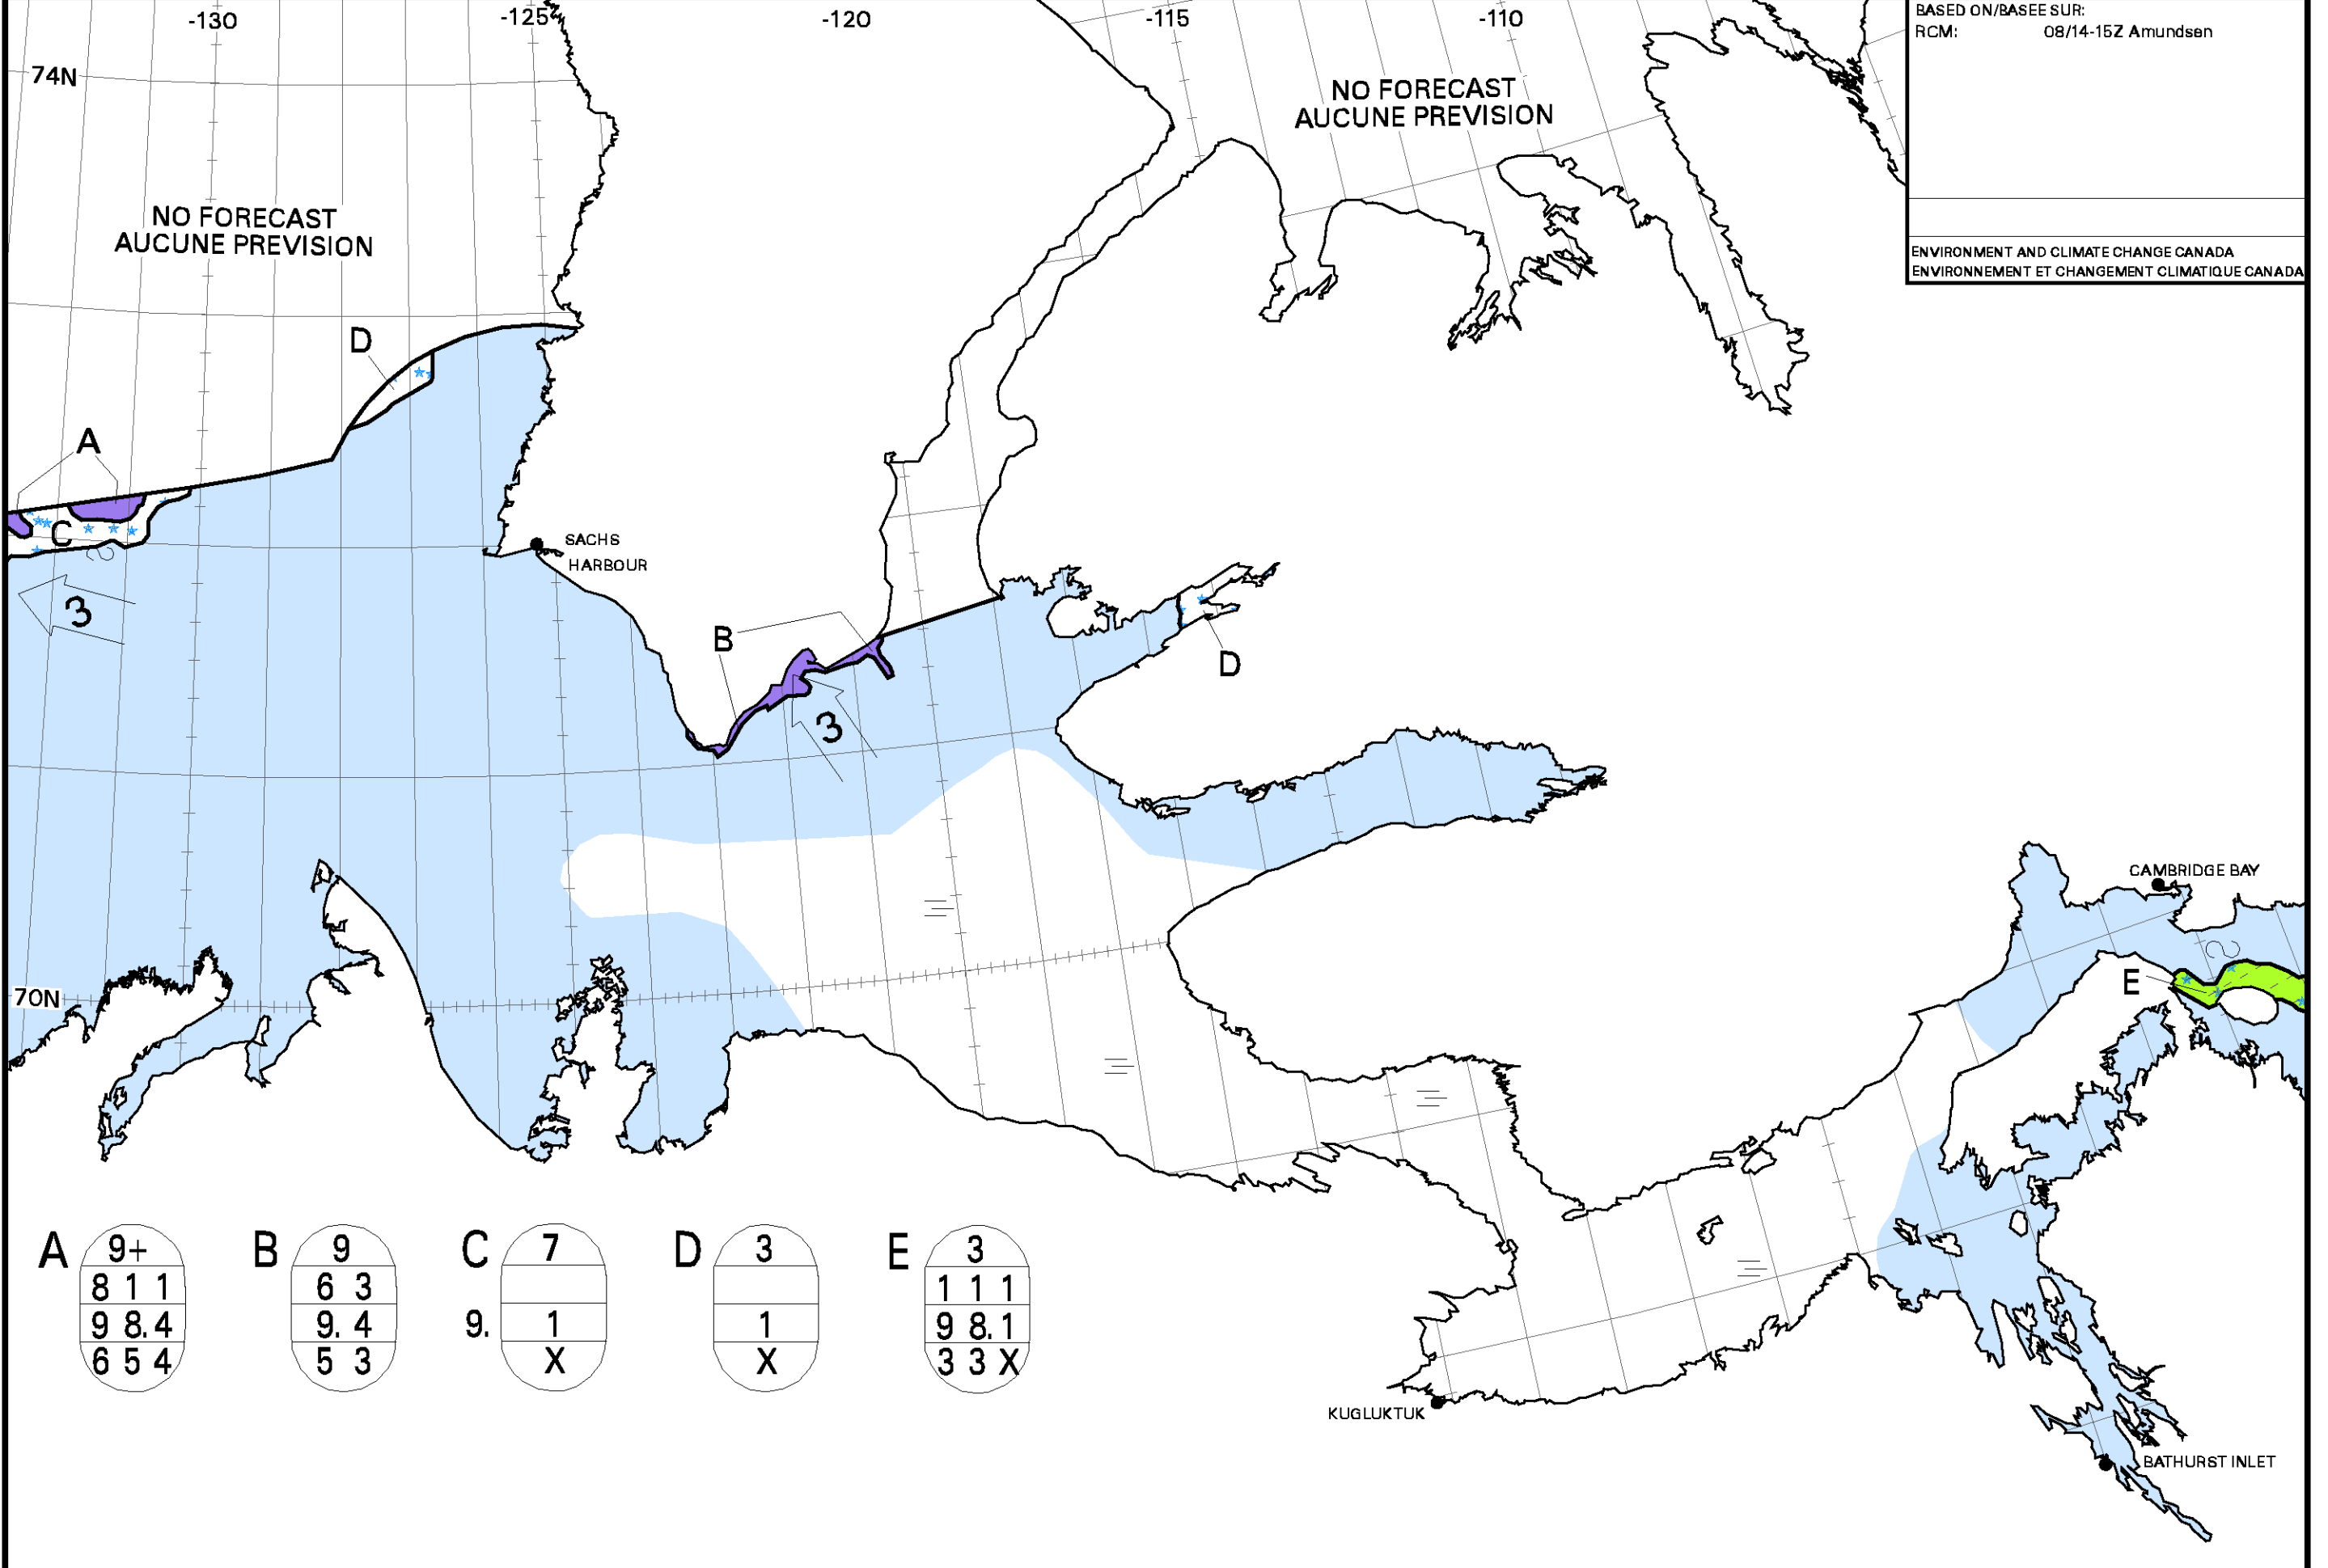 -130
-125
-120
-115
-110
BASED ON/BASEE SUR:
RCM: 08/14-15Z Amundsen
74N
NO FORECAST
AUCUNE PREVISION
NO FORECAST
AUCUNE PREVISION
ENVIRONMENT AND CLIMATE CHANGE CANADA
ENVIRONNEMENT ET CHANGEMENT CLIMATIQUE CANADA
D
A
C
SACHS
HARBOUR
3
B
D
3
CAMBRIDGE BAY
E
70N
A
9+
8 1 1
9 8. 4
6 5 4
B
9
6 3
9. 4
5 3
C
7
9. 1
X
D
3
1
X
E
3
1 1 1
9 8. 1
3 3 X
KUGLUKTUK
BATHURST INLET